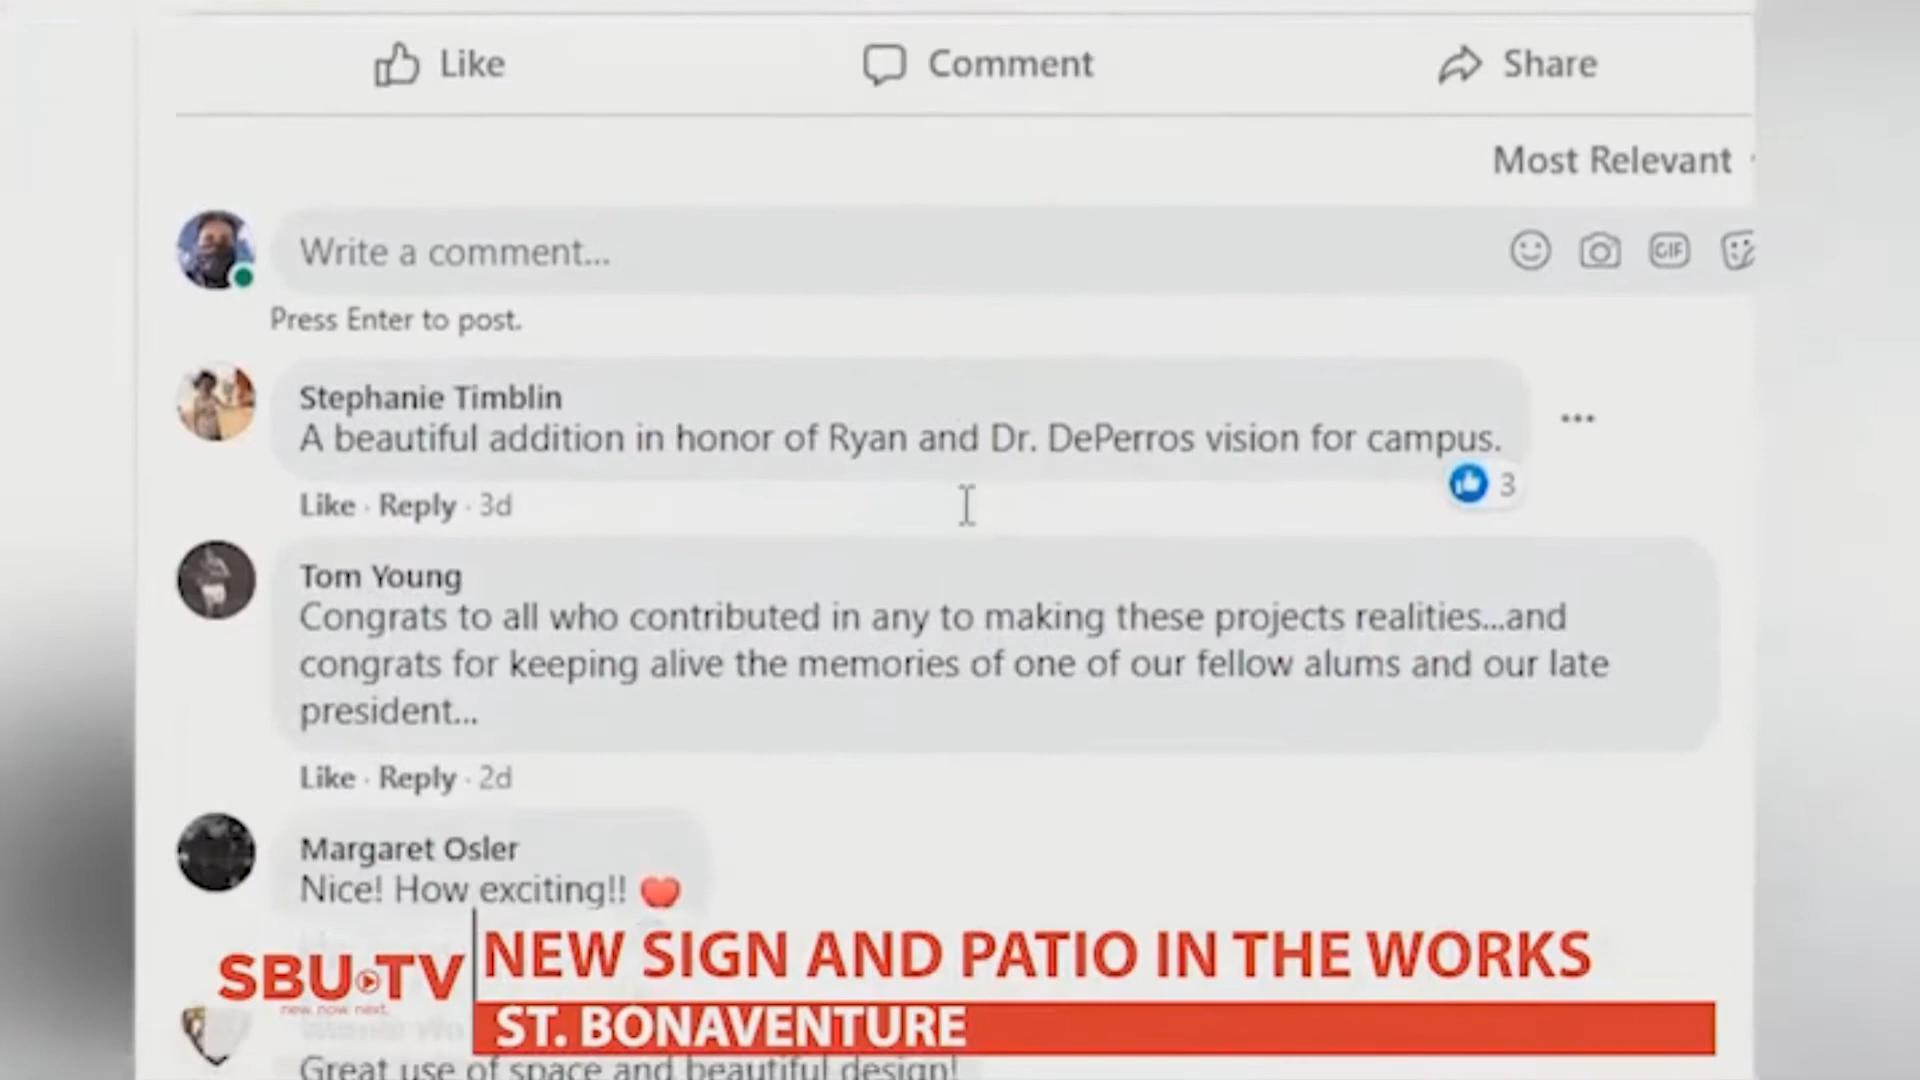 Like
Comment
Share
Most Relevant
Write a comment...
GIF
Press Enter to post.
Stephanie Timblin
A beautiful addition in honor of Ryan and Dr. DePerros vision for campus.
3
Like · Reply · 3d
Tom Young
Congrats to all who contributed in any to making these projects realities...and
congrats for keeping alive the memories of one of our fellow alums and our late
president...
Like · Reply · 2d
Margaret Osler
Nice! How exciting!!
NEW SIGN AND PATIO IN THE WORKS
SBU TV
new. now. next.
ST. BONAVENTURE
Great use of space and beautiful design!